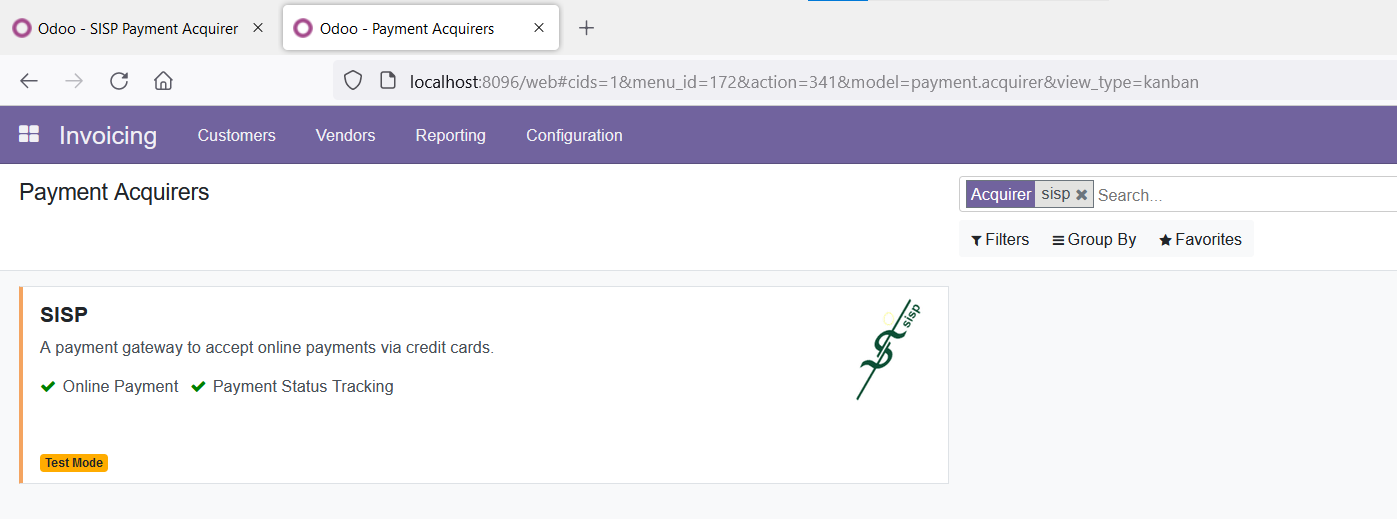 Odoo - SISP Payment Acquirer
Odoo - Payment Acquirers
localhost:8096/web#cids=1&menu_id=172&action=341&model=payment.acquirer&view_type=kanban
Invoicing Customers Vendors Reporting Configuration
Payment Acquirers
Acquirer sisp Search...
Filters Group By Favorites
SISP
sisp
A payment gateway to accept online payments via credit cards.
Online Payment Payment Status Tracking
Test Mode